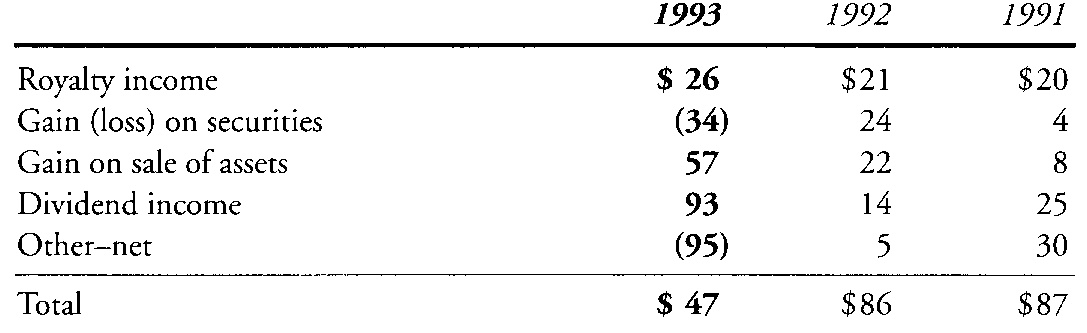 1993 1992 1991
Royalty income $ 26 $21 $20
Gain (loss) on securities (34) 24 4
Gain on sale of assets 57 22 8
Dividend income 93 14 25
Other–net (95) 5 30
Total $ 47 $86 $87